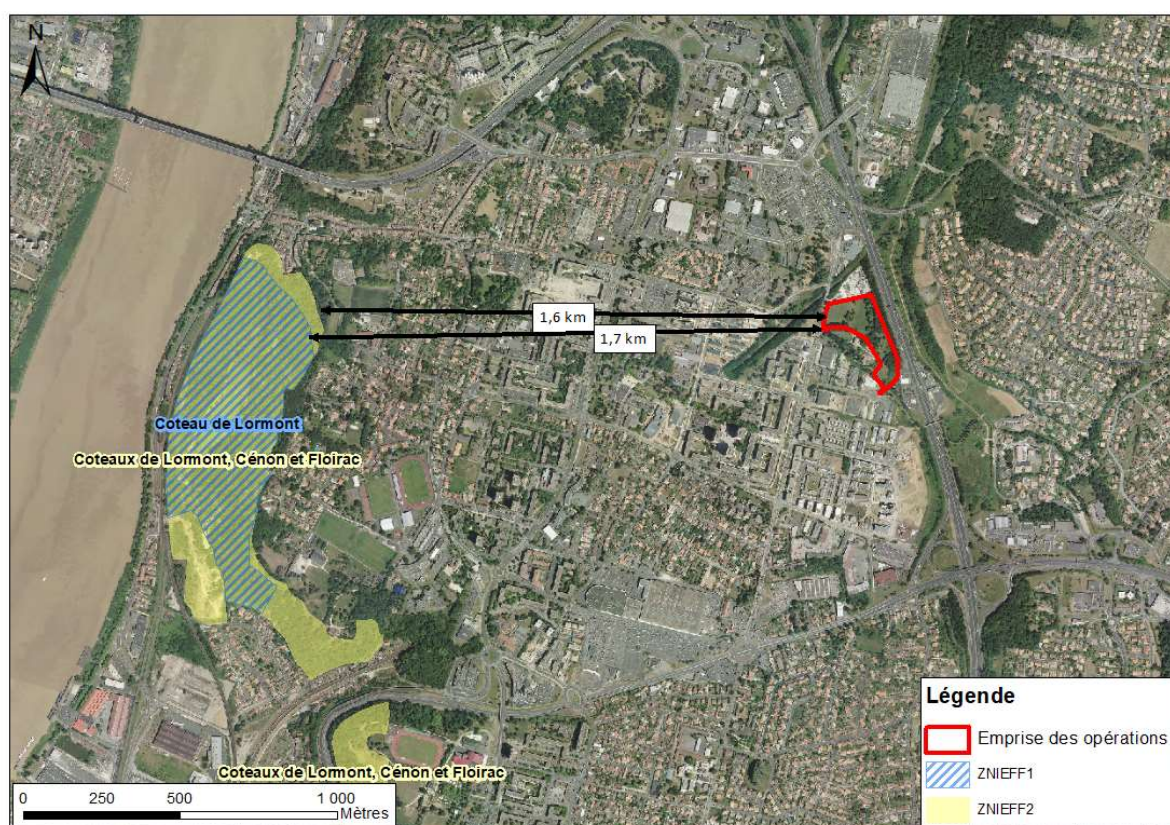 N
1,6 km
1,7 km
Coteau de Lormont
Coteaux de Lormont, Cénon et Floirac
Coteaux de Lormont, Cénon et Floirac
0 250 500 1 000
Mètres
Légende
Emprise des opérations
ZNIEFF1
ZNIEFF2